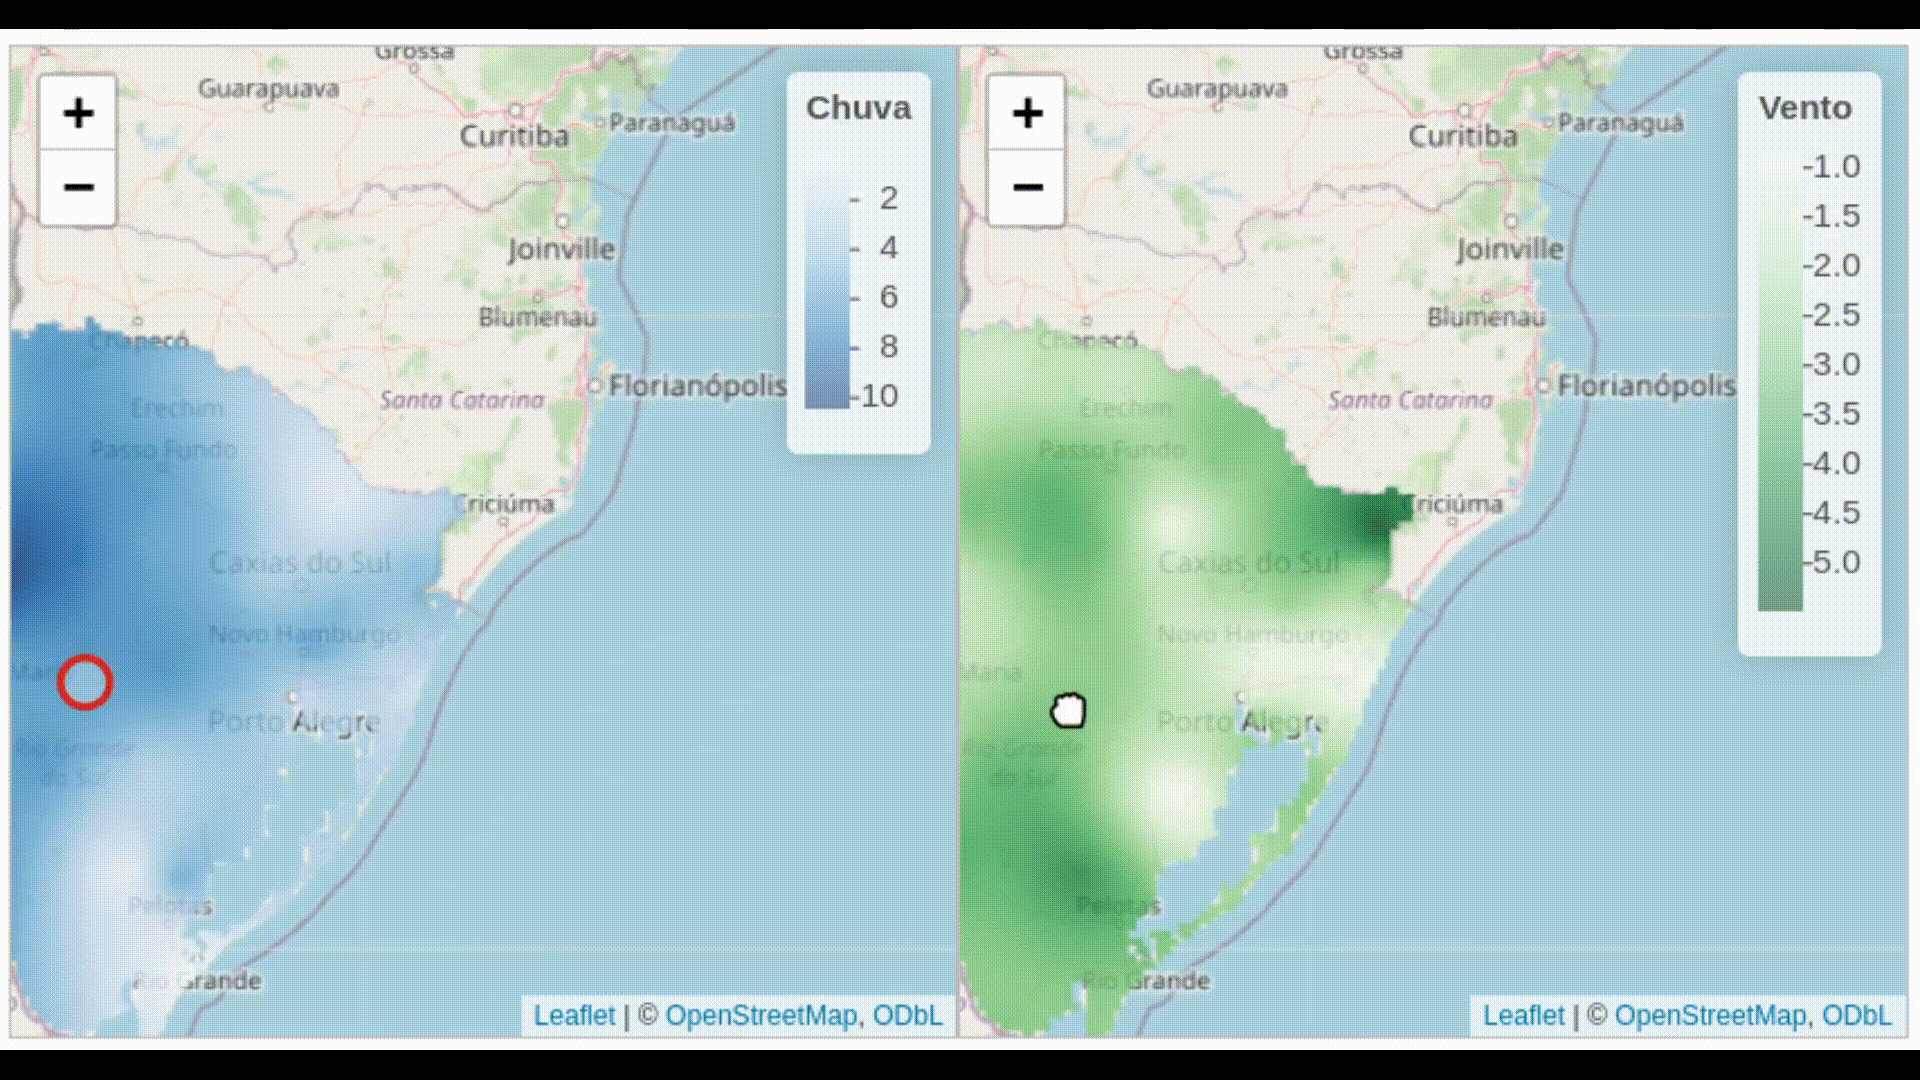 Grossa
Guarapuava
Curitiba
Paranaguá
Joinville
Blumenau
Chapecó
Florianópolis
Santa Catarina
Erechim
Passo Fundo
Criciúma
Caxias do Sul
Novo Hamburgo
Porto Alegre
Rio Grande
do Sul
Pelotas
Rio Grande
+
−
Chuva
2
4
6
8
10
Leaflet | © OpenStreetMap, ODbL
Grossa
Guarapuava
Curitiba
Paranaguá
Joinville
Blumenau
Chapecó
Florianópolis
Santa Catarina
Erechim
Passo Fundo
Criciúma
Caxias do Sul
Novo Hamburgo
Maria
Porto Alegre
Rio Grande
do Sul
Pelotas
Rio Grande
+
−
Vento
1.0
1.5
2.0
2.5
3.0
3.5
4.0
4.5
5.0
Leaflet | © OpenStreetMap, ODbL